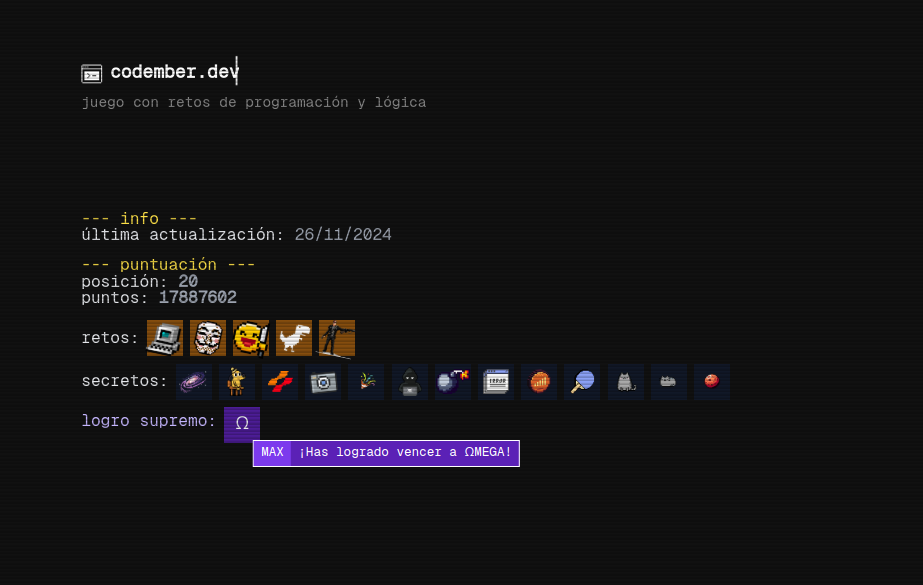 codember.dev
juego con retos de programación y lógica
--- info ---
última actualización: 26/11/2024
--- puntuación ---
posición: 20
puntos: 17887602
retos:
secretos:
logro supremo: Ω
MAX ¡Has logrado vencer a ΩMEGA!